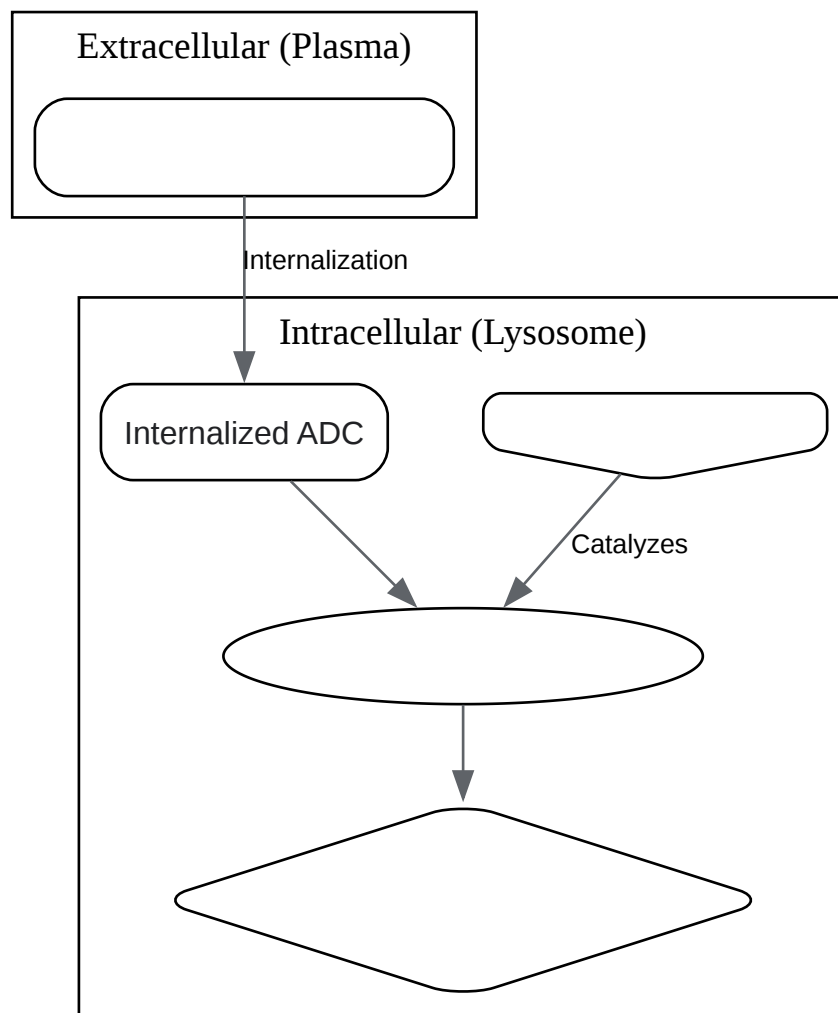 Extracellular (Plasma)
Internalization
Intracellular (Lysosome)
Internalized ADC
Catalyzes